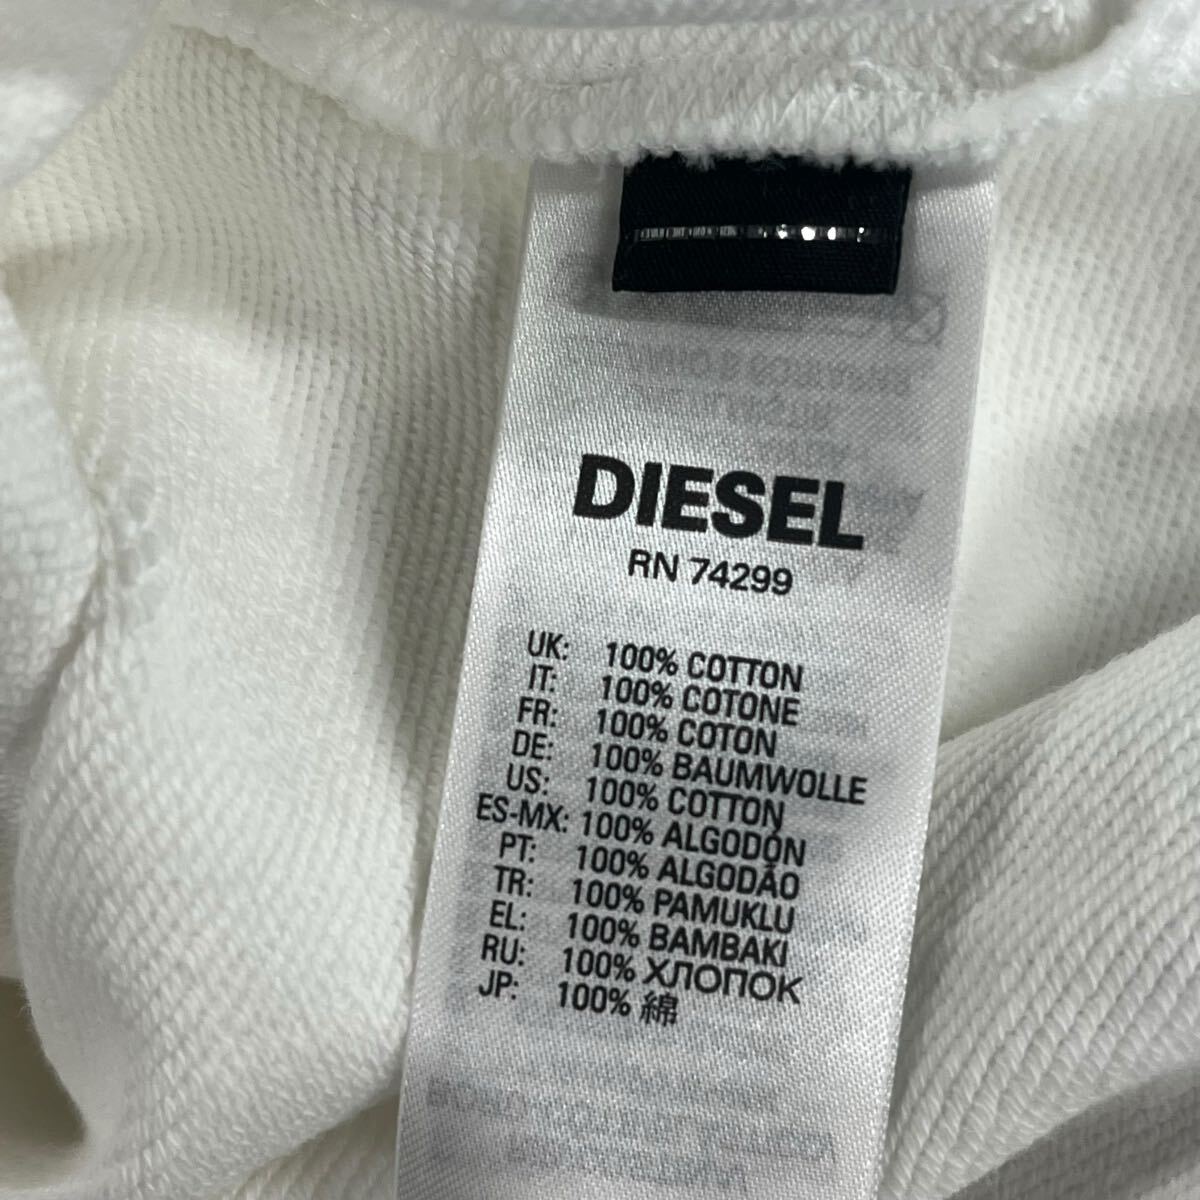 DIESEL
RN 74299
UK: 100% COTTON
IT: 100% COTONE
FR: 100% COTON
DE: 100% BAUMWOLLE
US: 100% COTTON
ES-MX: 100% ALGODÓN
PT: 100% ALGODÃO
TR: 100% PAMUKLU
EL: 100% BAMBAKI
RU: 100% ХЛОПОК
JP: 100% 綿